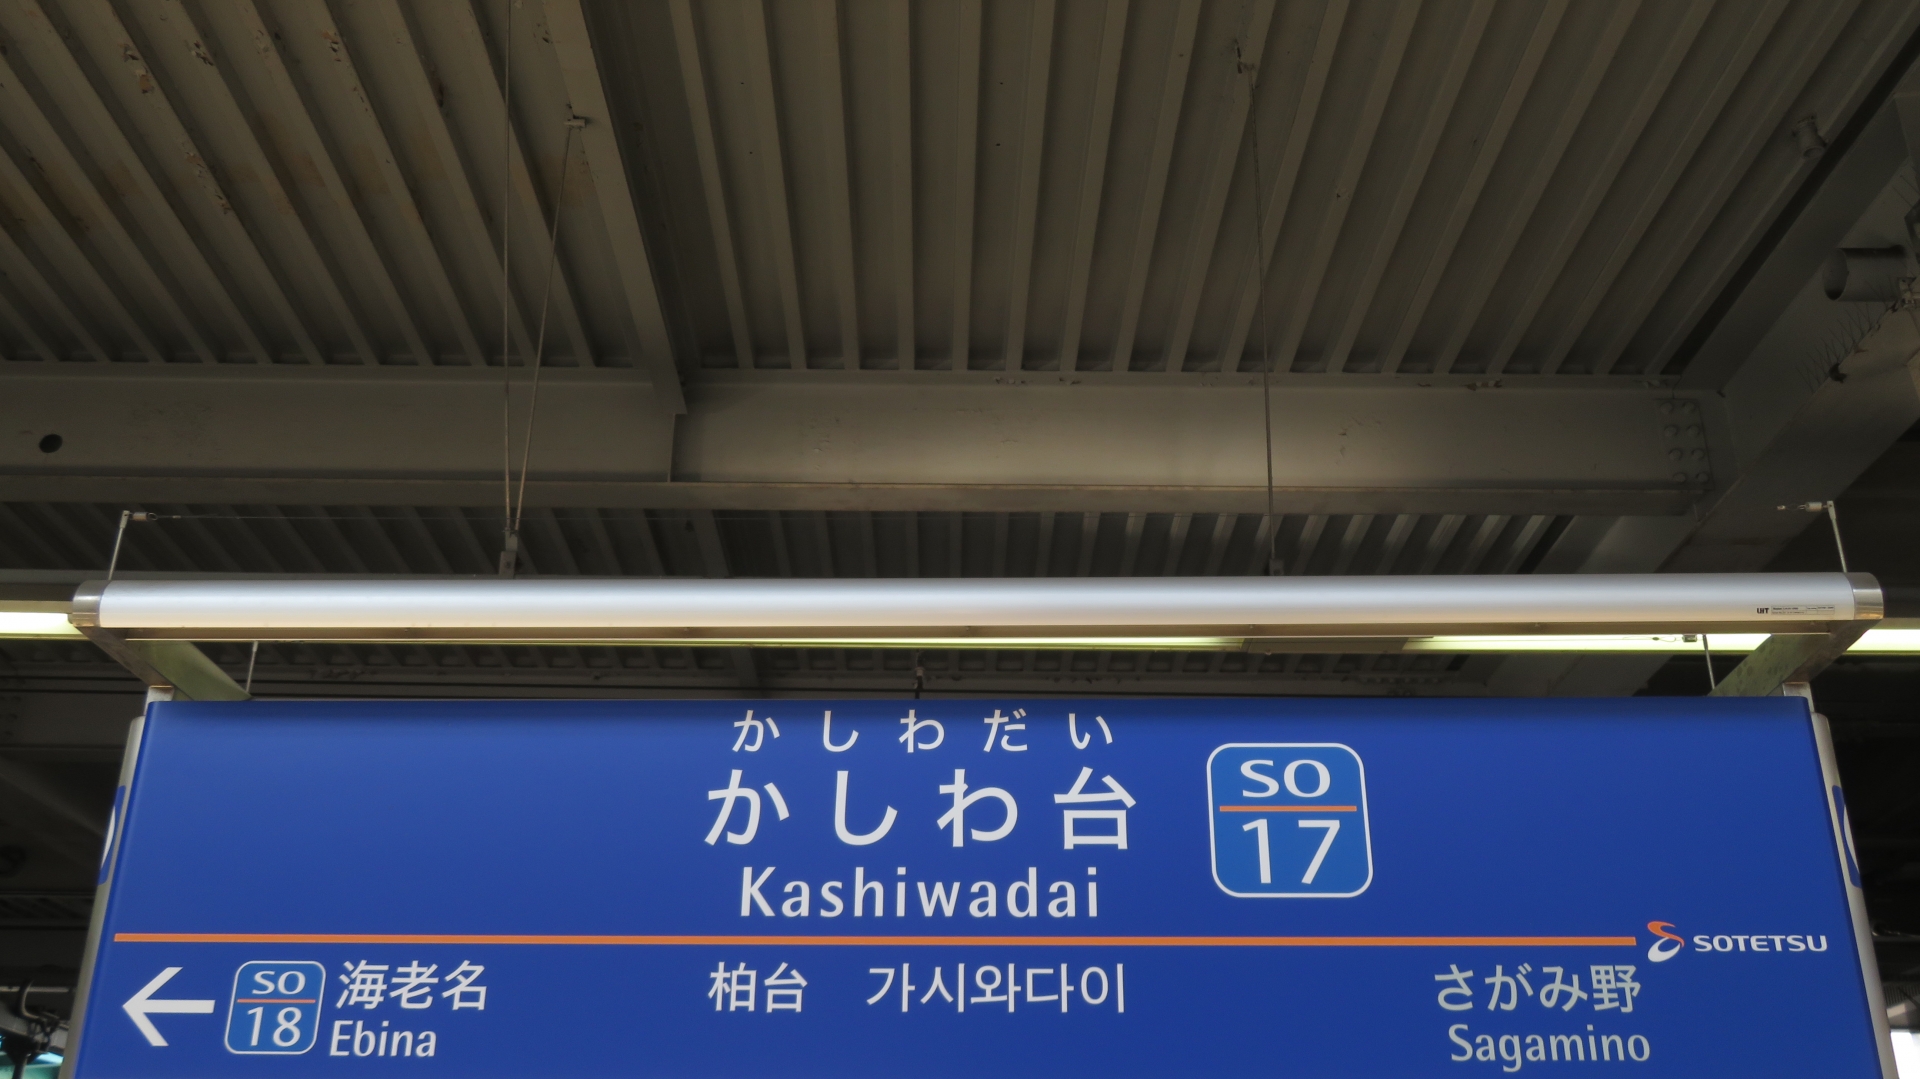 UIT
かしわだい
かしわ台
SO
17
Kashiwadai
SOTETSU
SO
18
海老名
Ebina
柏台 가시와다이
さがみ野
Sagamino